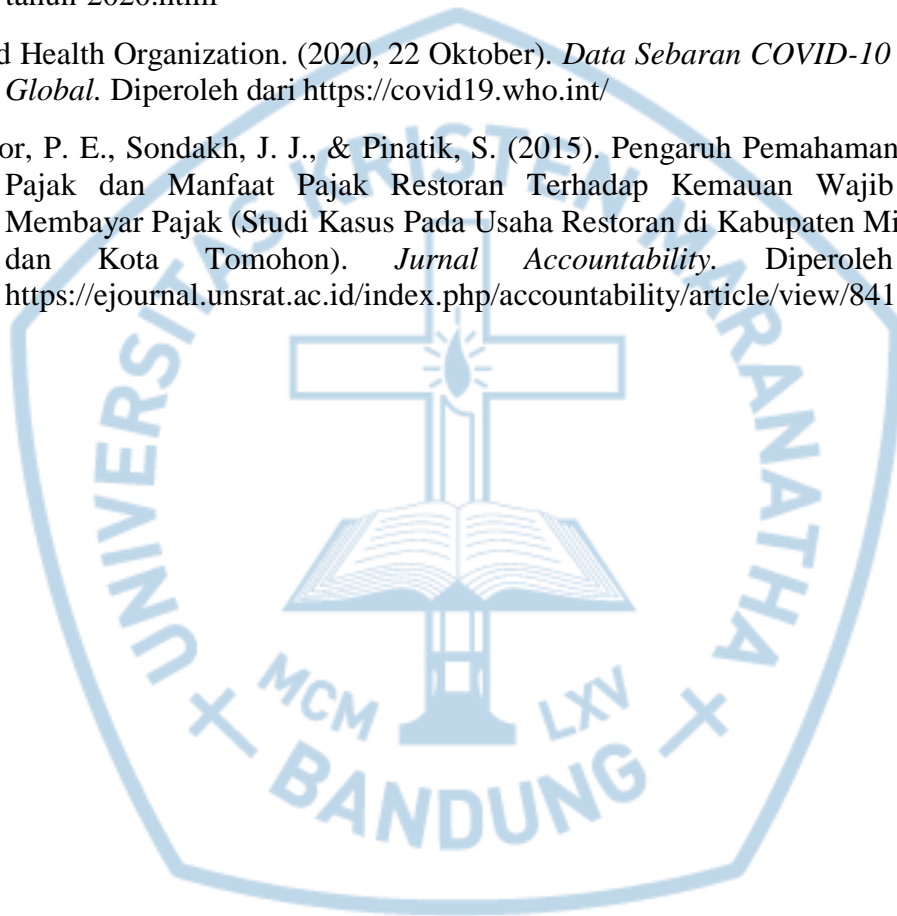 tahun-2020.html
d Health Organization. (2020, 22 Oktober). Data Sebaran COVID-10
Global. Diperoleh dari https://covid19.who.int/
or, P. E., Sondakh, J. J., & Pinatik, S. (2015). Pengaruh Pemahaman
Pajak dan Manfaat Pajak Restoran Terhadap Kemauan Wajib
Membayar Pajak (Studi Kasus Pada Usaha Restoran di Kabupaten Mi
dan Kota Tomohon). Jurnal Accountability. Diperoleh
https://ejournal.unsrat.ac.id/index.php/accountability/article/view/841
UNIVERSITAS KRISTEN MARANATHA
MCM LXV
BANDUNG